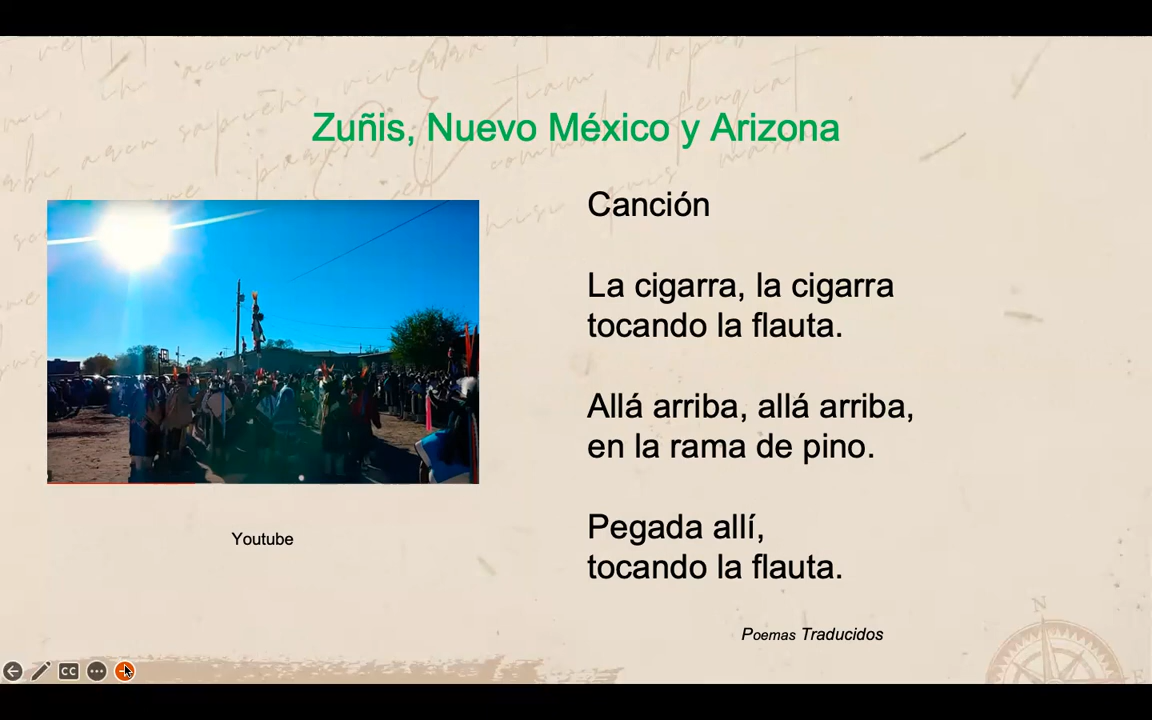 Zuñis, Nuevo México y Arizona
Canción
La cigarra, la cigarra
tocando la flauta.
Allá arriba, allá arriba,
en la rama de pino.
Pegada allí,
tocando la flauta.
Youtube
Poemas Traducidos
CC
N
E